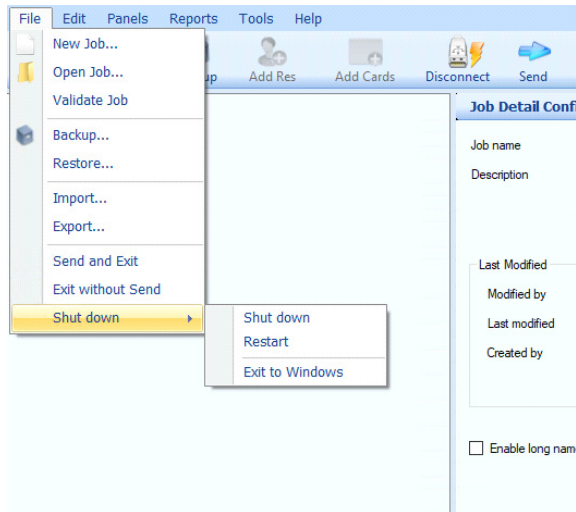 File Edit Panels Reports Tools Help
Add Res Add Cards Disconnect Send
New Job...
Open Job...
Validate Job
Backup...
Restore...
Import...
Export...
Send and Exit
Exit without Send
Shut down
Shut down
Restart
Exit to Windows
Job Detail Confi
Job name
Description
Last Modified
Modified by
Last modified
Created by
Enable long nam